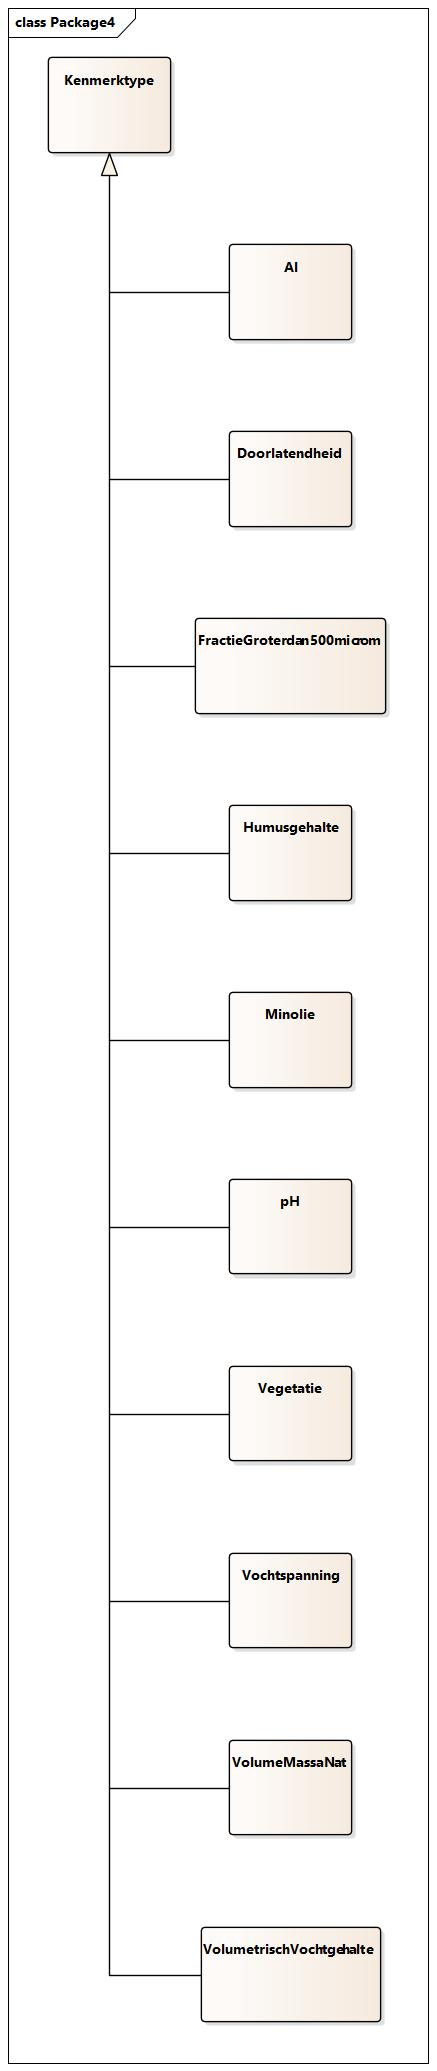 class Package4
Kenmerktype
Al
Doorlatendheid
FractieGroterdan500microm
Humusgehalte
Minolie
pH
Vegetatie
Vochtspanning
VolumeMassaNat
VolumetrischVochtgehalte